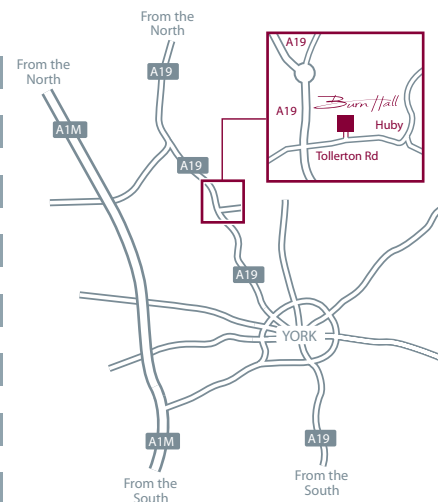 From the
North
A19
From the
North
A19
A1M
A19
Burn Hall
Huby
Tollerton Rd
A19
A19
YORK
A1M
A19
From the
South
From the
South